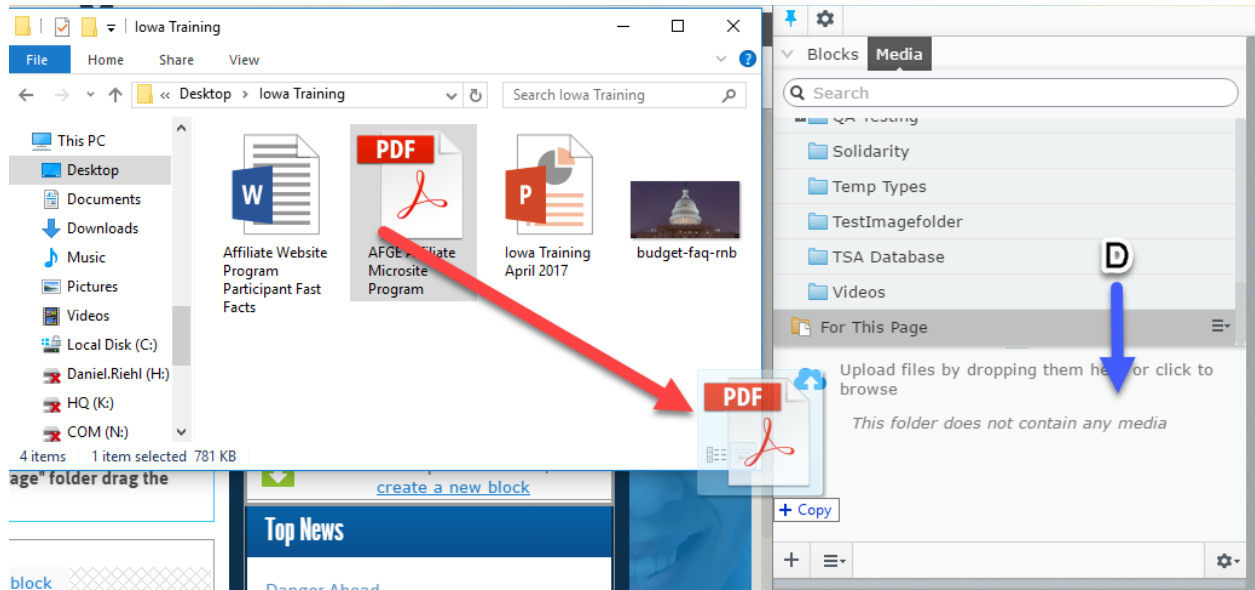 Iowa Training
File Home Share View
« Desktop > Iowa Training
Search Iowa Training
This PC
Desktop
Documents
Downloads
Music
Pictures
Videos
Local Disk (C:)
Daniel.Riehl (H:)
HQ (K:)
COM (N:)
W
Affiliate Website
Program
Participant Fast
Facts
PDF
AFGE Affiliate
Microsite
Program
P
Iowa Training
April 2017
budget-faq-rnb
4 items 1 item selected 781 KB
age" folder drag the
create a new block
Top News
Danger Ahead
block
Blocks Media
Search
QA Testing
Solidarity
Temp Types
TestImagefolder
TSA Database
Videos
D
For This Page
Upload files by dropping them here or click to
browse
This folder does not contain any media
PDF
+ Copy